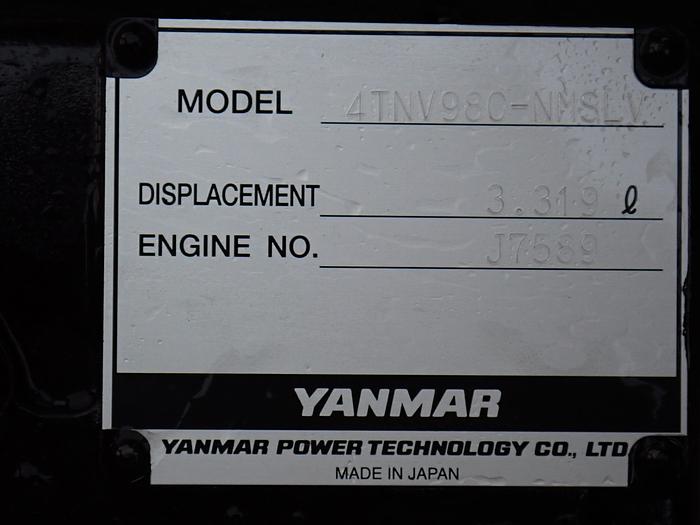 MODEL 4TNV98C-NMSLV
DISPLACEMENT 3.319 ℓ
ENGINE NO. J7589
YANMAR
YANMAR POWER TECHNOLOGY CO., LTD.
MADE IN JAPAN